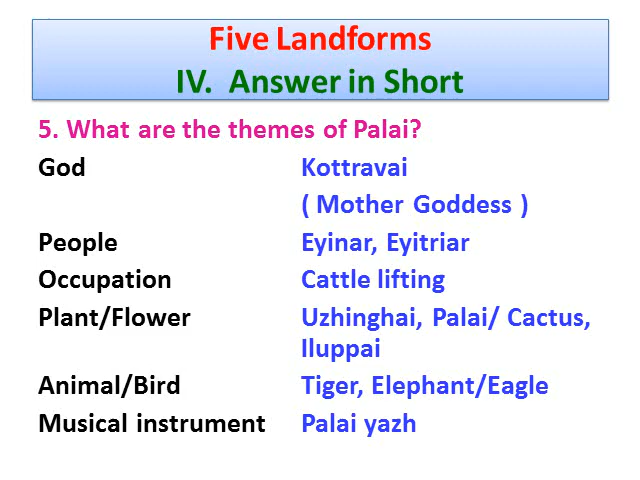 Five Landforms
IV. Answer in Short
5. What are the themes of Palai?
God Kottravai
( Mother Goddess )
People Eyinar, Eyitriar
Occupation Cattle lifting
Plant/Flower Uzhinghai, Palai/ Cactus,
Iluppai
Animal/Bird Tiger, Elephant/Eagle
Musical instrument Palai yazh